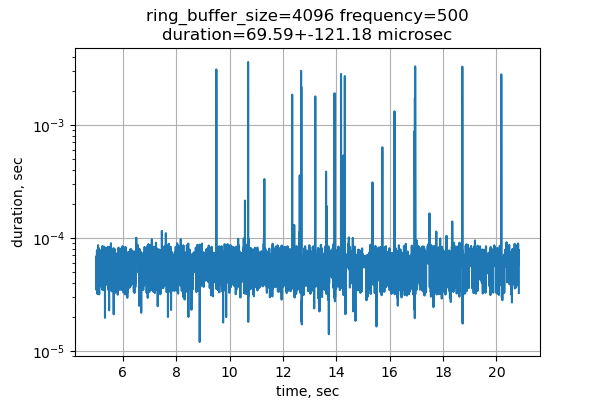 ring_buffer_size=4096 frequency=500
duration=69.59+-121.18 microsec
duration, sec
10⁻³
10⁻⁴
10⁻⁵
6 8 10 12 14 16 18 20
time, sec